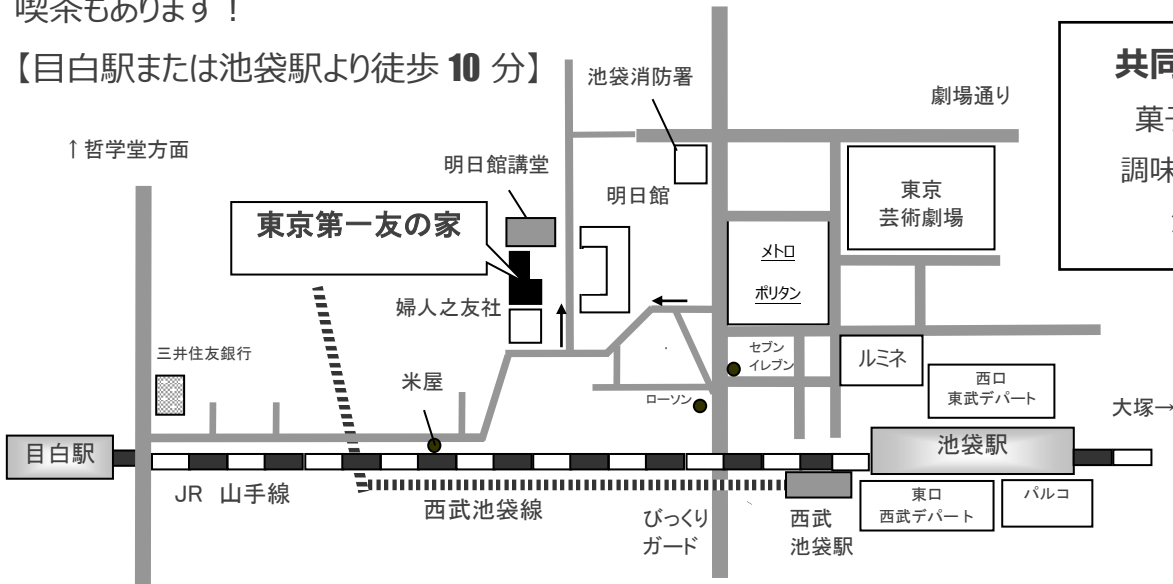 喫茶もあります！
【目白駅または池袋駅より徒歩 10 分】
池袋消防署
劇場通り
↑哲学堂方面
明日館講堂
明日館
東京
芸術劇場
東京第一友の家
メトロ
ポリタン
婦人之友社
三井住友銀行
米屋
セブン
イレブン
ルミネ
西口
東武デパート
ローソン
大塚→
目白駅
池袋駅
JR 山手線
西武池袋線
びっくり
ガード
西武
池袋駅
東口
西武デパート
パルコ
共同
菓子
調味